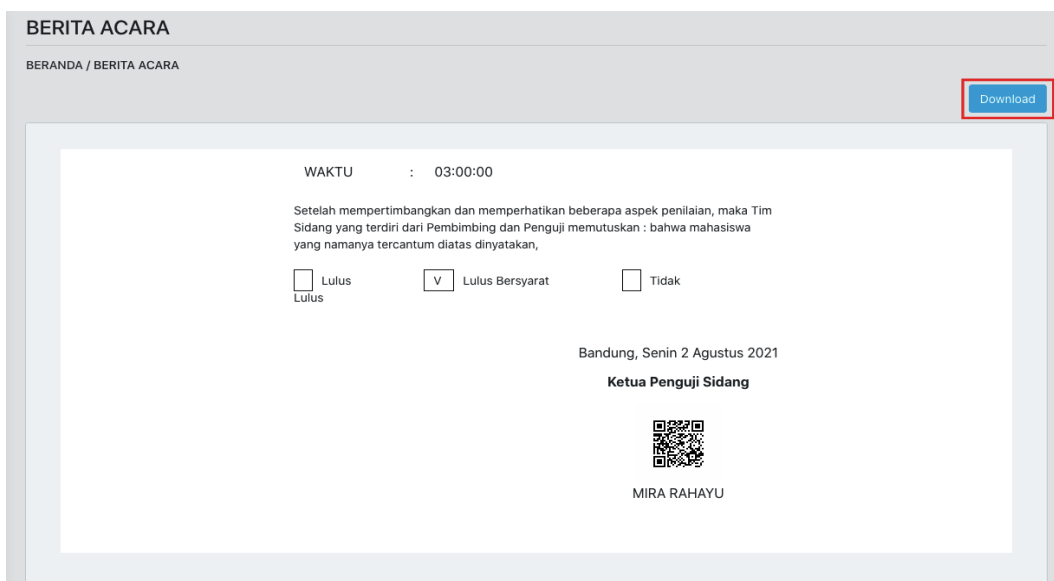 BERITA ACARA
BERANDA / BERITA ACARA
Download
WAKTU : 03:00:00
Setelah mempertimbangkan dan memperhatikan beberapa aspek penilaian, maka Tim
Sidang yang terdiri dari Pembimbing dan Penguji memutuskan : bahwa mahasiswa
yang namanya tercantum diatas dinyatakan,
Lulus V Lulus Bersyarat Tidak
Lulus
Bandung, Senin 2 Agustus 2021
Ketua Penguji Sidang
MIRA RAHAYU